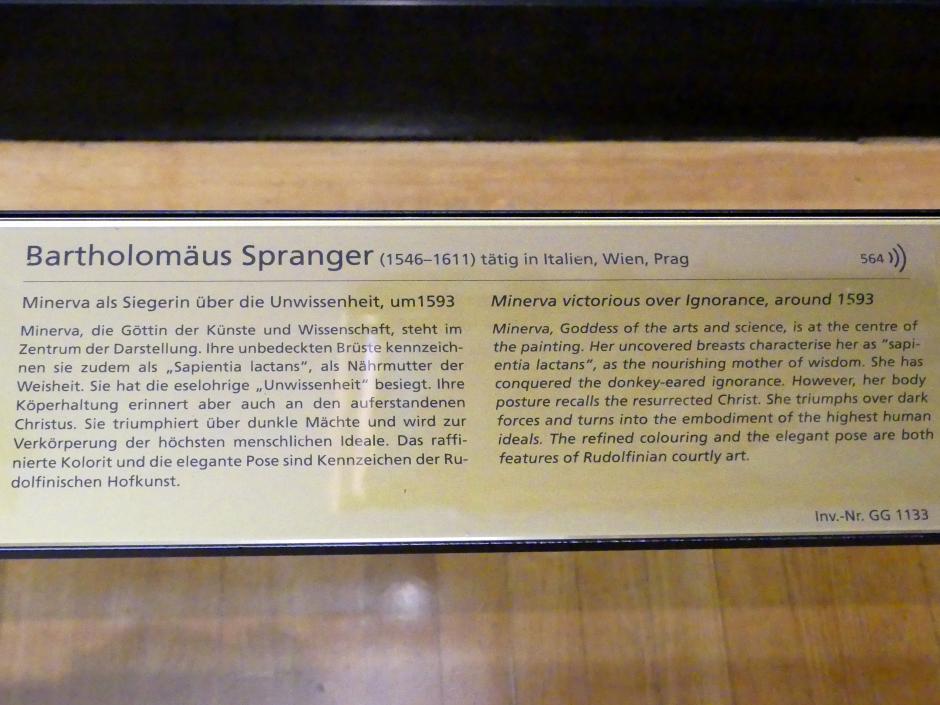 Bartholomäus Spranger (1546–1611) tätig in Italien, Wien, Prag
564
Minerva als Siegerin über die Unwissenheit, um1593
Minerva, die Göttin der Künste und Wissenschaft, steht im
Zentrum der Darstellung. Ihre unbedeckten Brüste kennzeich-
nen sie zudem als „Sapientia lactans“, als Nährmutter der
Weisheit. Sie hat die eselohrige „Unwissenheit“ besiegt. Ihre
Köperhaltung erinnert aber auch an den auferstandenen
Christus. Sie triumphiert über dunkle Mächte und wird zur
Verkörperung der höchsten menschlichen Ideale. Das raffi-
nierte Kolorit und die elegante Pose sind Kennzeichen der Ru-
dolfinischen Hofkunst.
Minerva victorious over Ignorance, around 1593
Minerva, Goddess of the arts and science, is at the centre of
the painting. Her uncovered breasts characterise her as "sapi-
entia lactans", as the nourishing mother of wisdom. She has
conquered the donkey-eared ignorance. However, her body
posture recalls the resurrected Christ. She triumphs over dark
forces and turns into the embodiment of the highest human
ideals. The refined colouring and the elegant pose are both
features of Rudolfinian courtly art.
Inv.-Nr. GG 1133